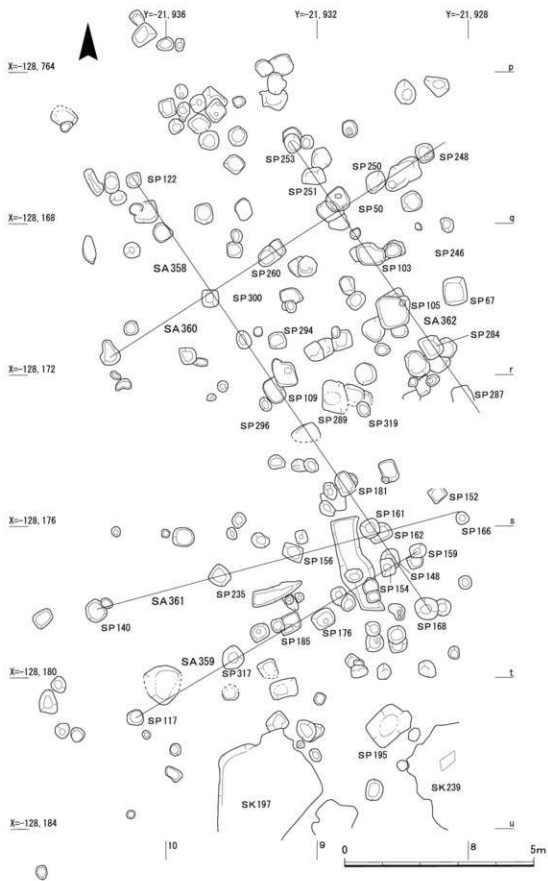 Y=-21,936 Y=-21,932 Y=-21,928
X=-128,764 p
SP253 SP250 SP248
SP122 SP251
SP50
X=-128,168 q
SP103 SP246
SA358 SP260
SP300 SP105 SP67
SA360 SP294 SA362
SP284
X=-128,172 r
SP109 SP287
SP296 SP289 SP319
SP181
SP161 SP152
X=-128,176 s
SP162 SP166
SP156 SP159
SP148
SA361 SP235 SP154
SP140 SP185 SP176 SP168
SA359
X=-128,180 SP317 t
SP117
SP195
SK197 SK239
X=-128,184 u
10 9 8
0 5m